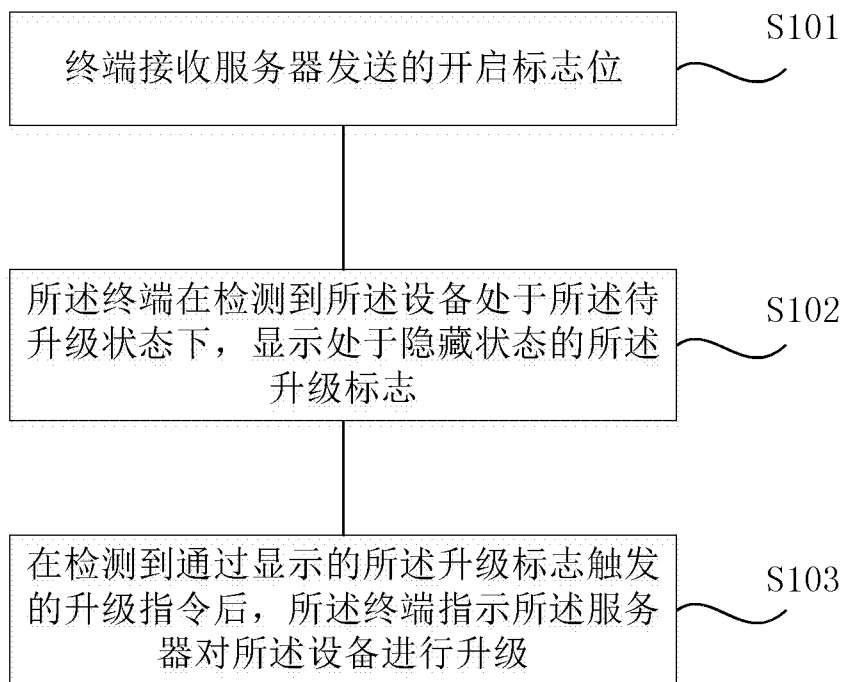 S101
终端接收服务器发送的开启标志位
所述终端在检测到所述设备处于所述待
升级状态下，显示处于隐藏状态的所述
升级标志
S102
在检测到通过显示的所述升级标志触发
的升级指令后，所述终端指示所述服务
器对所述设备进行升级
S103